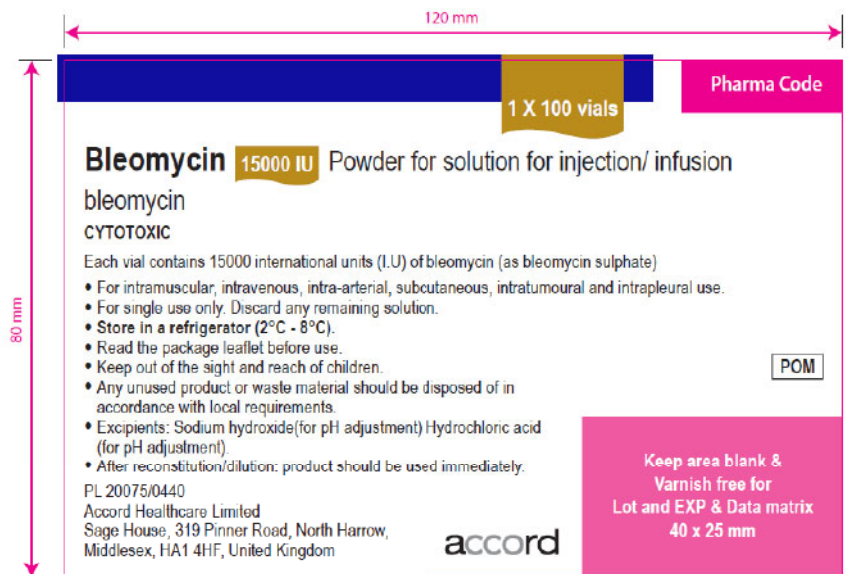 120 mm
1 X 100 vials
Pharma Code
Bleomycin 15000 IU Powder for solution for injection/ infusion
bleomycin
CYTOTOXIC
Each vial contains 15000 international units (I.U) of bleomycin (as bleomycin sulphate)
• For intramuscular, intravenous, intra-arterial, subcutaneous, intratumoural and intrapleural use.
• For single use only. Discard any remaining solution.
• Store in a refrigerator (2°C - 8°C).
• Read the package leaflet before use.
• Keep out of the sight and reach of children.
• Any unused product or waste material should be disposed of in
accordance with local requirements.
• Excipients: Sodium hydroxide(for pH adjustment) Hydrochloric acid
(for pH adjustment).
• After reconstitution/dilution: product should be used immediately.
PL 20075/0440
Accord Healthcare Limited
Sage House, 319 Pinner Road, North Harrow,
Middlesex, HA1 4HF, United Kingdom
accord
POM
Keep area blank &
Varnish free for
Lot and EXP & Data matrix
40 x 25 mm
80 mm